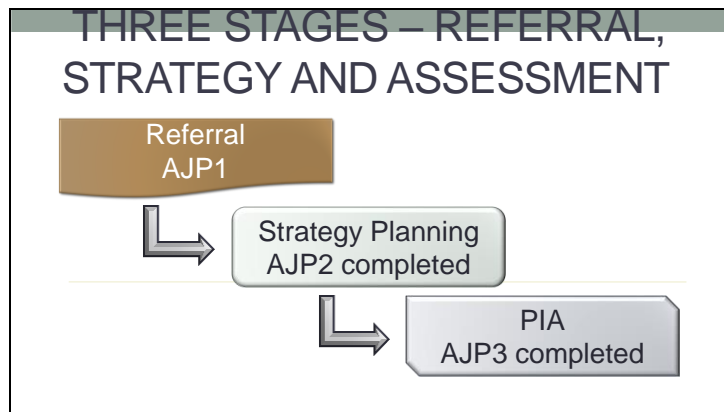 THREE STAGES – REFERRAL,
STRATEGY AND ASSESSMENT
Referral
AJP1
Strategy Planning
AJP2 completed
PIA
AJP3 completed